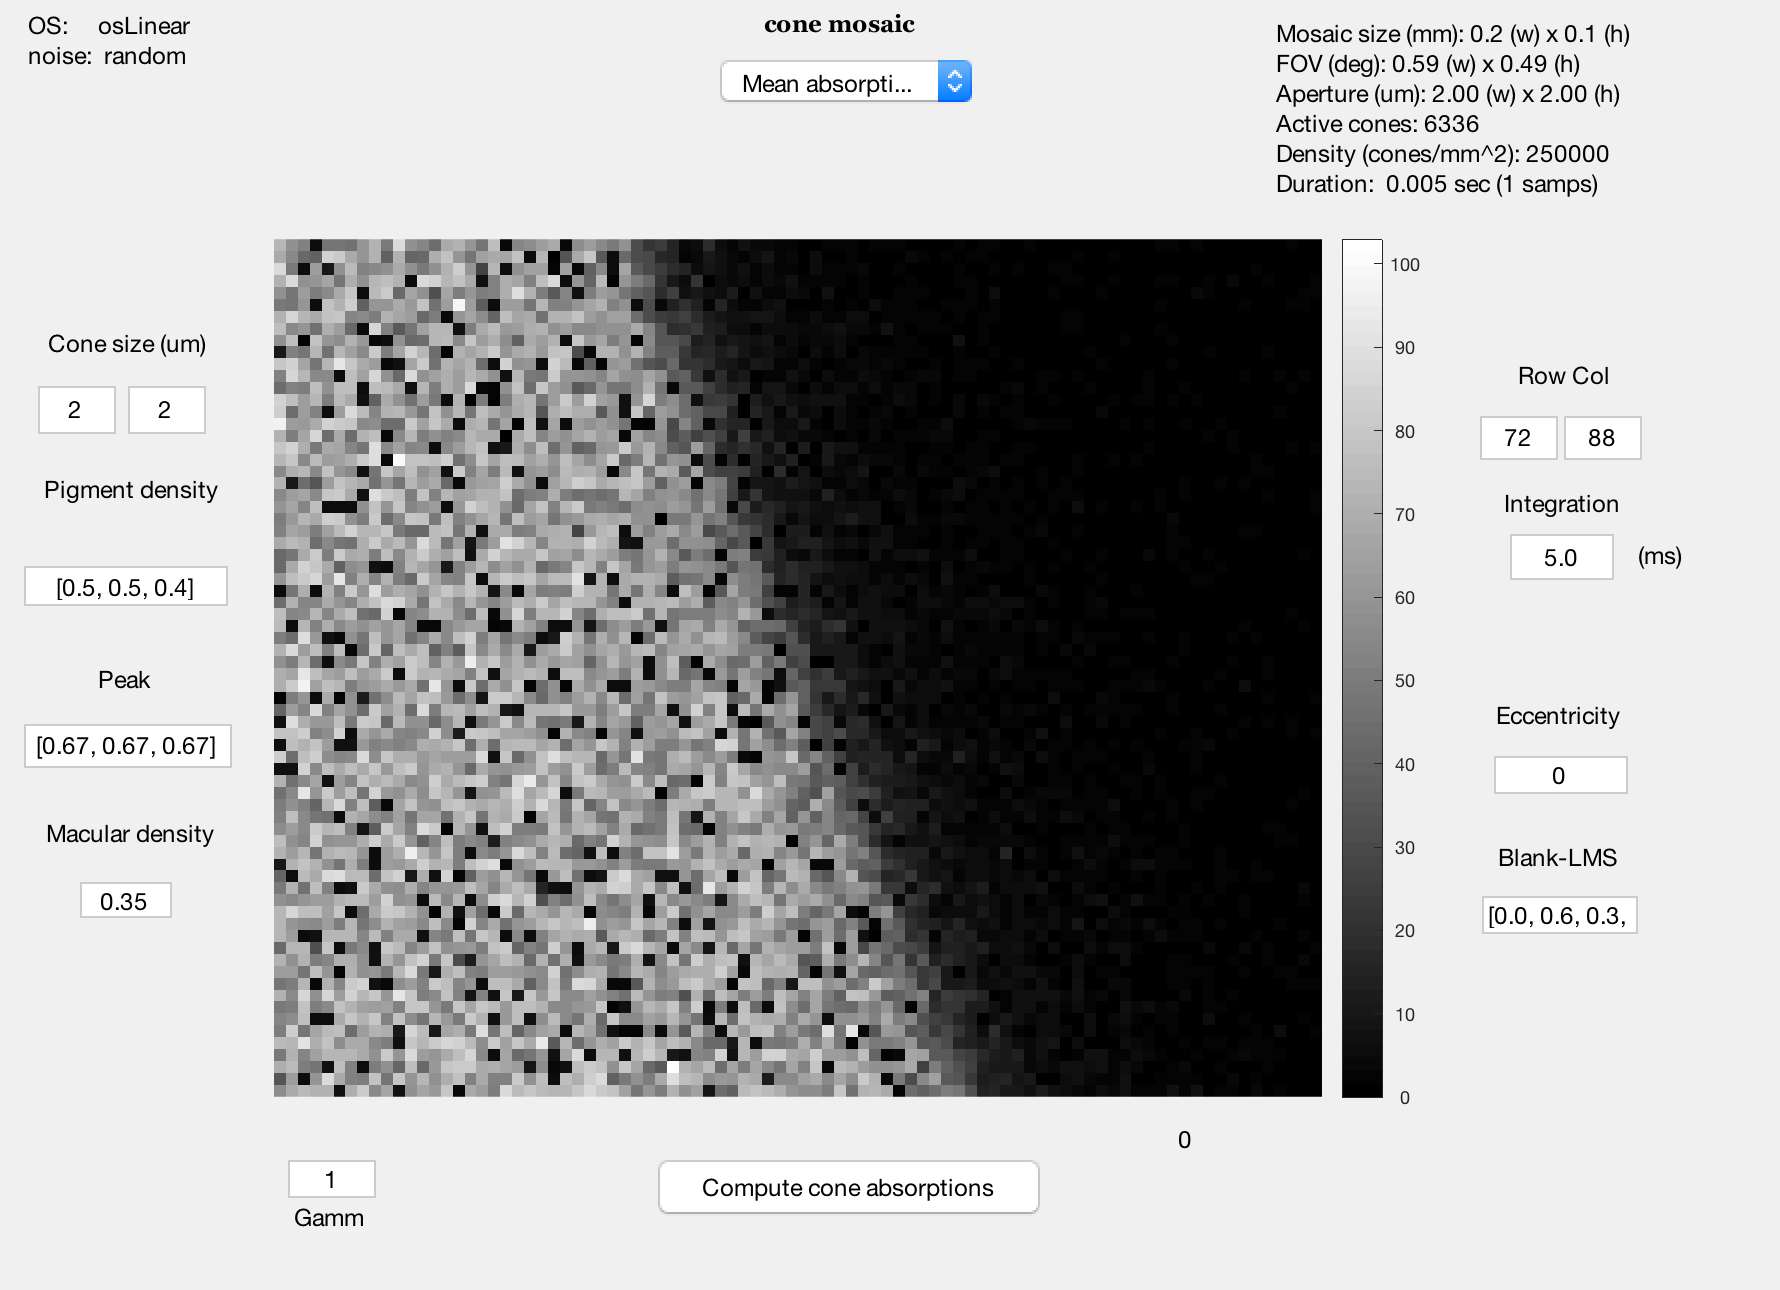 OS: osLinear
noise: random
cone mosaic
Mean absorpti...
Mosaic size (mm): 0.2 (w) x 0.1 (h)
FOV (deg): 0.59 (w) x 0.49 (h)
Aperture (um): 2.00 (w) x 2.00 (h)
Active cones: 6336
Density (cones/mm^2): 250000
Duration: 0.005 sec (1 samps)
Cone size (um)
2 2
Pigment density
[0.5, 0.5, 0.4]
Peak
[0.67, 0.67, 0.67]
Macular density
0.35
100
90
80
70
60
50
40
30
20
10
0
Row Col
72 88
Integration
5.0 (ms)
Eccentricity
0
Blank-LMS
[0.0, 0.6, 0.3,
0
1
Gamm
Compute cone absorptions